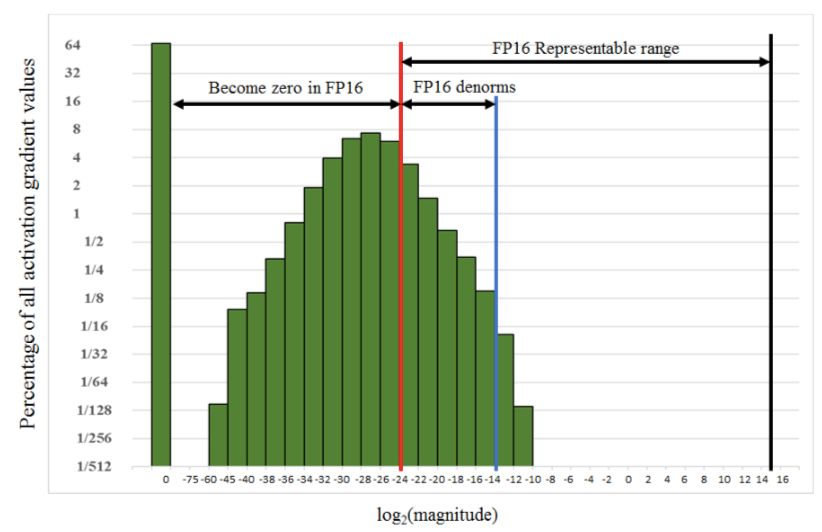 Percentage of all activation gradient values
64
32
16
8
4
2
1
1/2
1/4
1/8
1/16
1/32
1/64
1/128
1/256
1/512
FP16 Representable range
Become zero in FP16
FP16 denorms
0 -75 -60 -45 -40 -38 -36 -34 -32 -30 -28 -26 -24 -22 -20 -18 -16 -14 -12 -10 -8 -6 -4 -2 0 2 4 6 8 10 12 14 16
log2(magnitude)